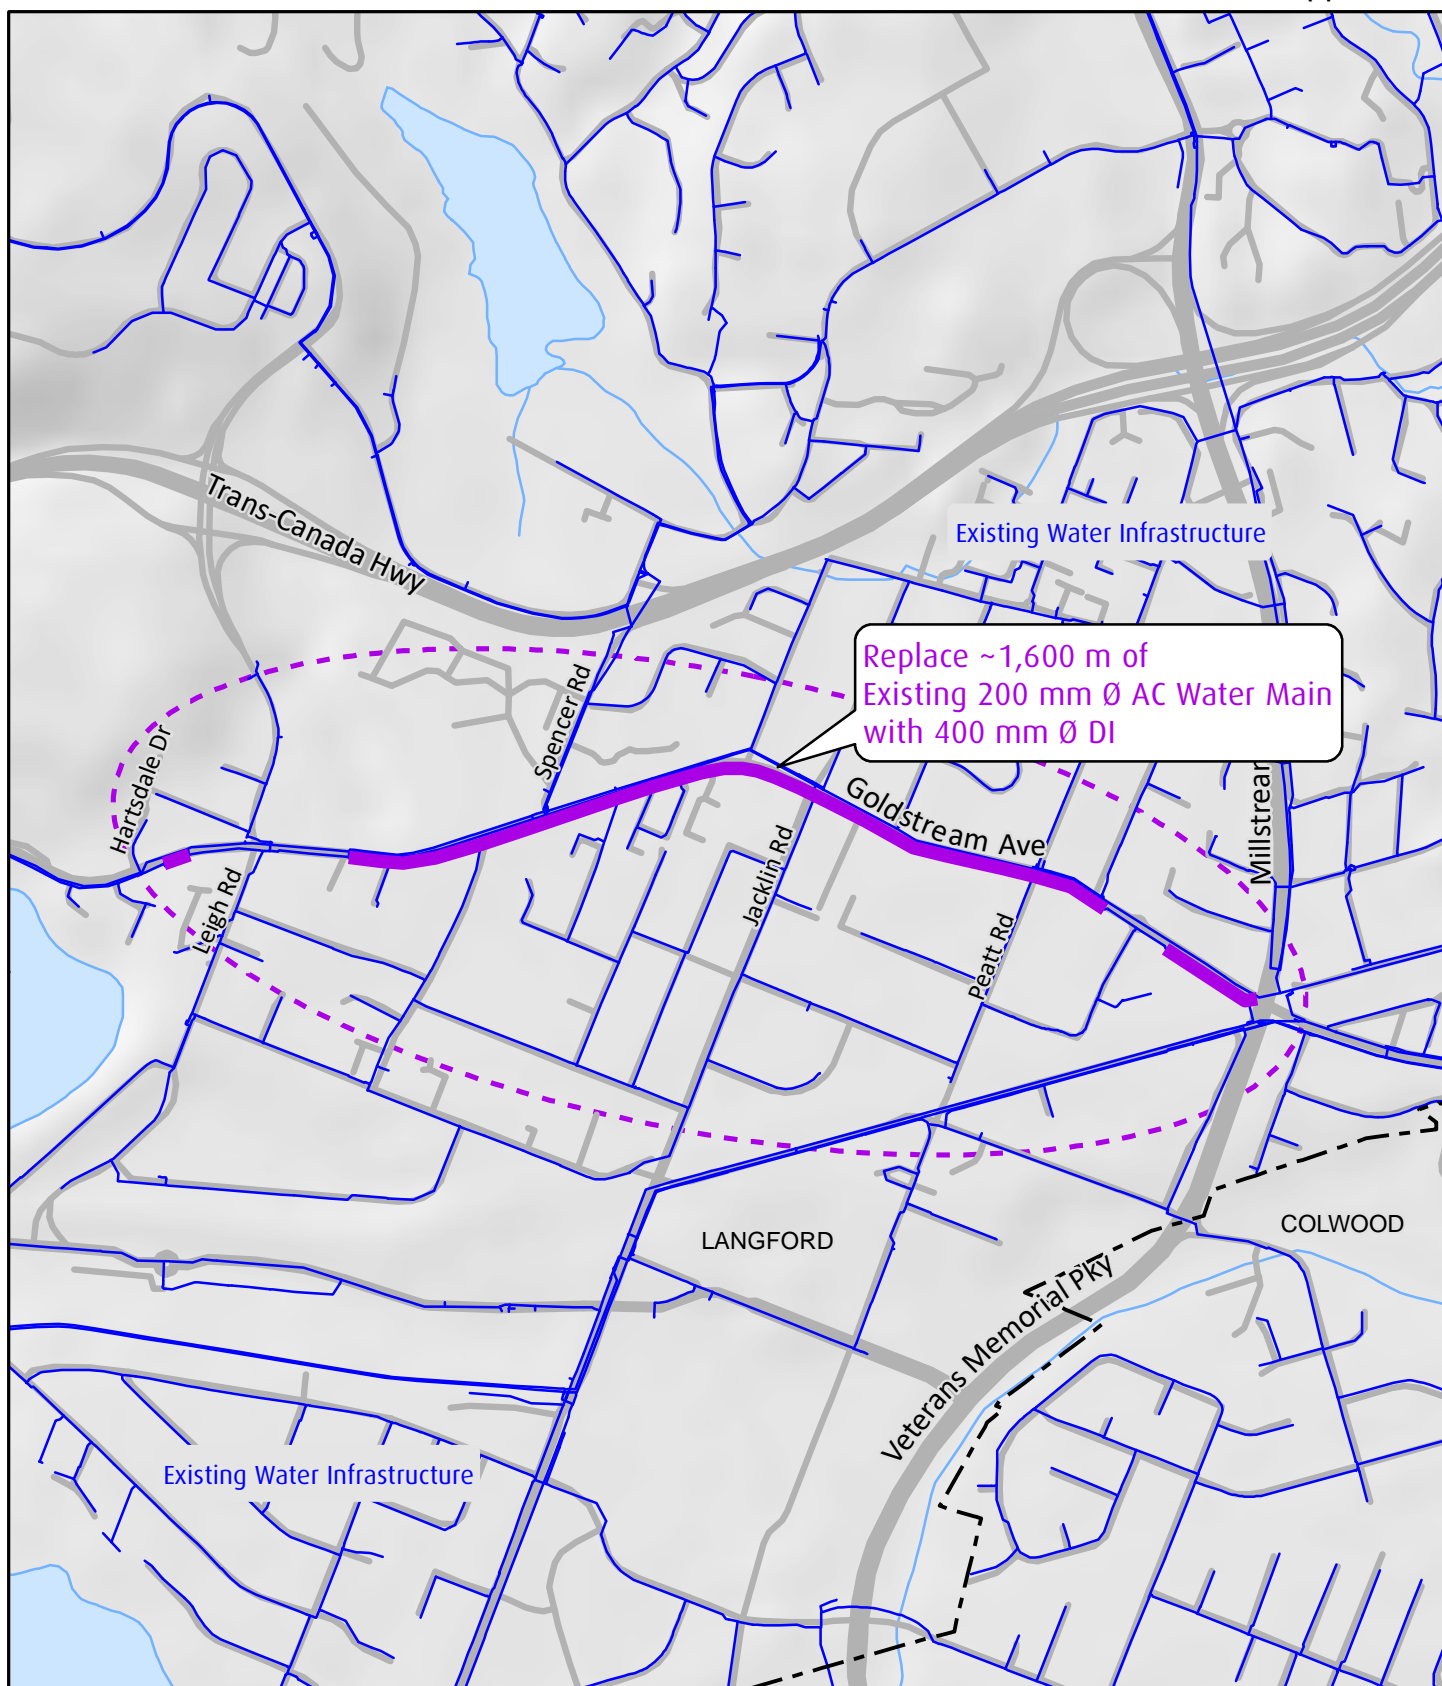 Trans-Canada Hwy
Existing Water Infrastructure
Replace ~1,600 m of
Existing 200 mm Ø AC Water Main
with 400 mm Ø DI
Spencer Rd
Hartsdale Dr
Goldstream Ave
Jacklin Rd
Leigh Rd
Peatt Rd
LANGFORD
COLWOOD
Veterans Memorial Pky
Existing Water Infrastructure